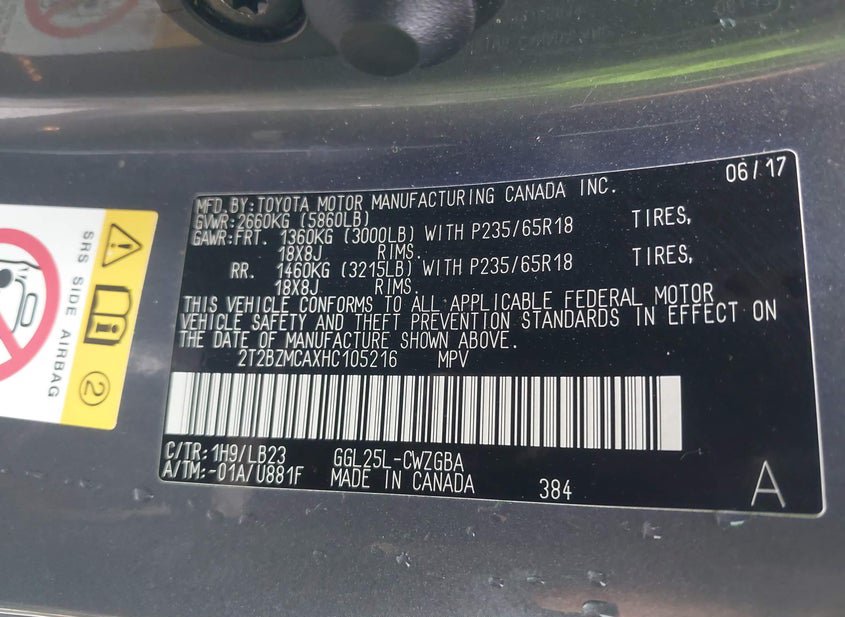 06/17
MFD.BY:TOYOTA MOTOR MANUFACTURING CANADA INC.
GVWR:2660KG (5860LB)
GAWR:FRT. 1360KG (3000LB) WITH P235/65R18 TIRES,
18X8J RIMS.
RR. 1460KG (3215LB) WITH P235/65R18 TIRES,
18X8J RIMS.
THIS VEHICLE CONFORMS TO ALL APPLICABLE FEDERAL MOTOR
VEHICLE SAFETY AND THEFT PREVENTION STANDARDS IN EFFECT ON
THE DATE OF MANUFACTURE SHOWN ABOVE.
2T2BZMCAXHC105216 MPV
C/TR:1H9/LB23 GGL25L-CWZGBA
A/TM:-01A/U881F MADE IN CANADA 384 A
SRS SIDE AIRBAG
2